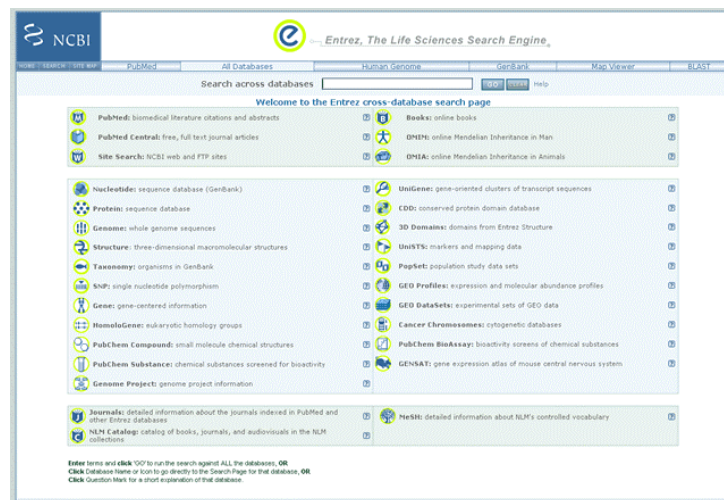 NCBI
Entrez, The Life Sciences Search Engine
HOME SEARCH SITE MAP PubMed All Databases Human Genome GenBank Map Viewer BLAST
Search across databases GO CLEAR Help
Welcome to the Entrez cross-database search page
PubMed: biomedical literature citations and abstracts
PubMed Central: free, full text journal articles
Site Search: NCBI web and FTP sites
Books: online books
OMIM: online Mendelian Inheritance in Man
OMIA: online Mendelian Inheritance in Animals
Nucleotide: sequence database (GenBank)
Protein: sequence database
Genome: whole genome sequences
Structure: three-dimensional macromolecular structures
Taxonomy: organisms in GenBank
SNP: single nucleotide polymorphism
Gene: gene-centered information
HomoloGene: eukaryotic homology groups
PubChem Compound: small molecule chemical structures
PubChem Substance: chemical substances screened for bioactivity
Genome Project: genome project information
UniGene: gene-oriented clusters of transcript sequences
CDD: conserved protein domain database
3D Domains: domains from Entrez Structure
UniSTS: markers and mapping data
PopSet: population study data sets
GEO Profiles: expression and molecular abundance profiles
GEO DataSets: experimental sets of GEO data
Cancer Chromosomes: cytogenetic databases
PubChem BioAssay: bioactivity screens of chemical substances
GENSAT: gene expression atlas of mouse central nervous system
Journals: detailed information about the journals indexed in PubMed and
other Entrez databases
NLM Catalog: catalog of books, journals, and audiovisuals in the NLM
collections
MeSH: detailed information about NLM's controlled vocabulary
Enter terms and click 'GO' to run the search against ALL the databases, OR
Click Database Name or Icon to go directly to the Search Page for that database, OR
Click Question Mark for a short explanation of that database.